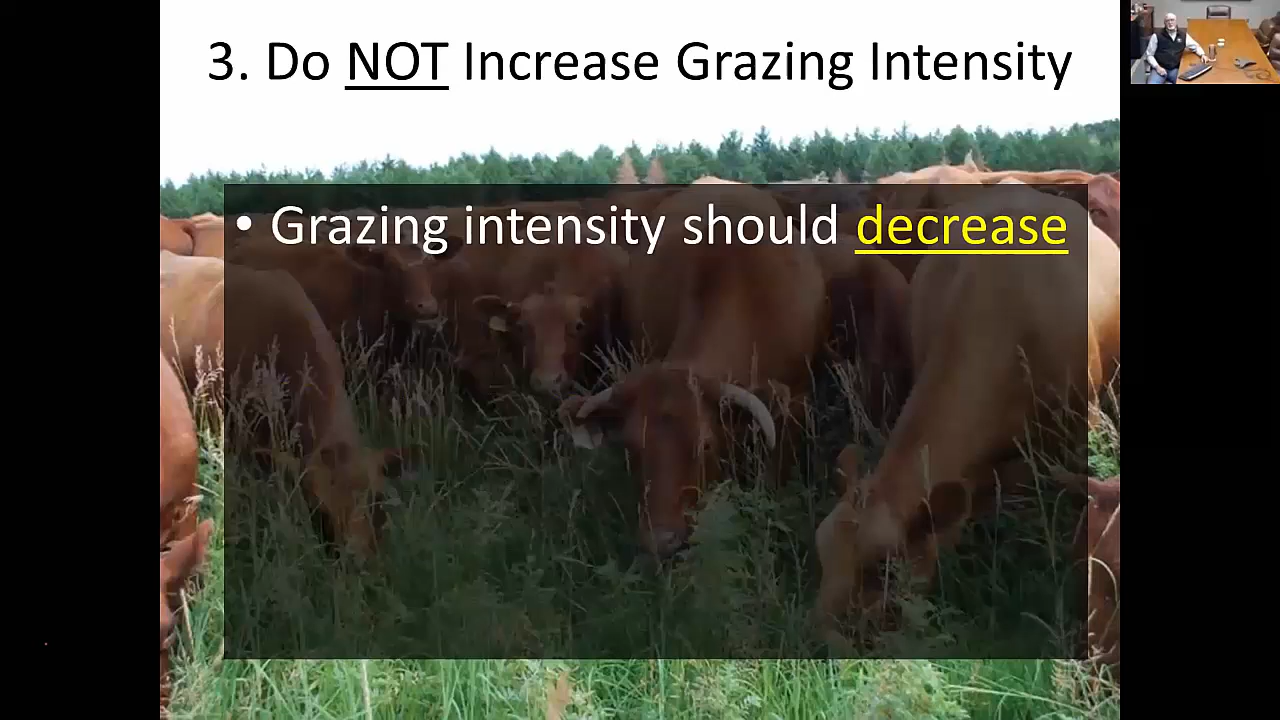 3. Do NOT Increase Grazing Intensity
• Grazing intensity should decrease